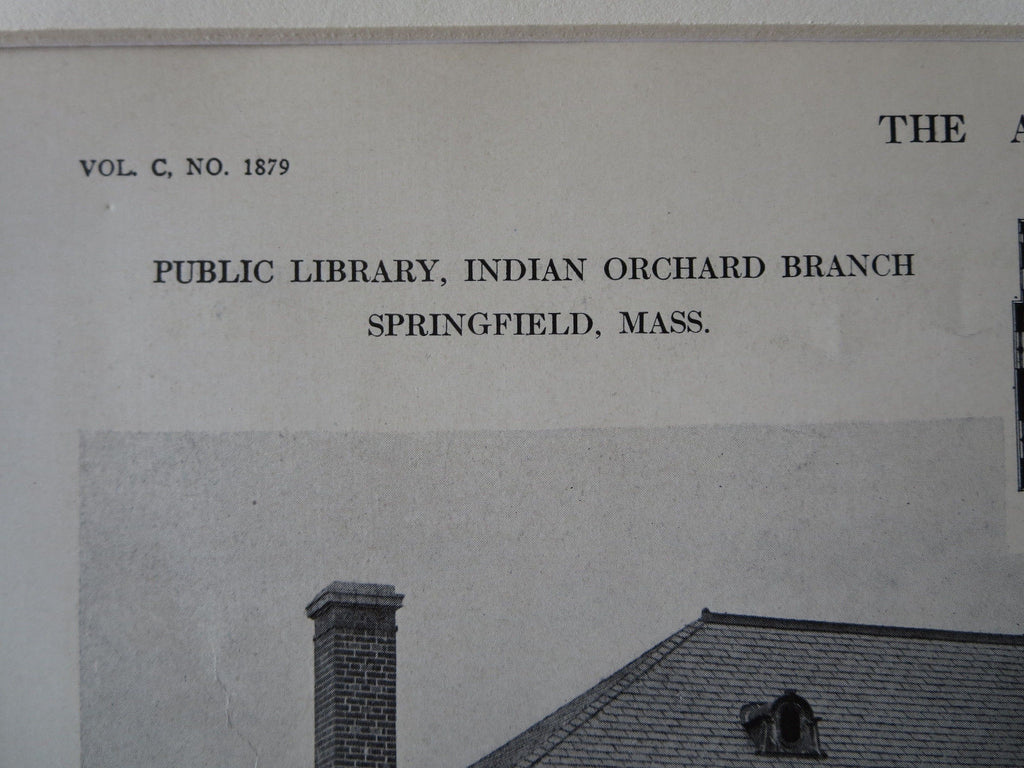 THE
VOL. C, NO. 1879
PUBLIC LIBRARY, INDIAN ORCHARD BRANCH
SPRINGFIELD, MASS.